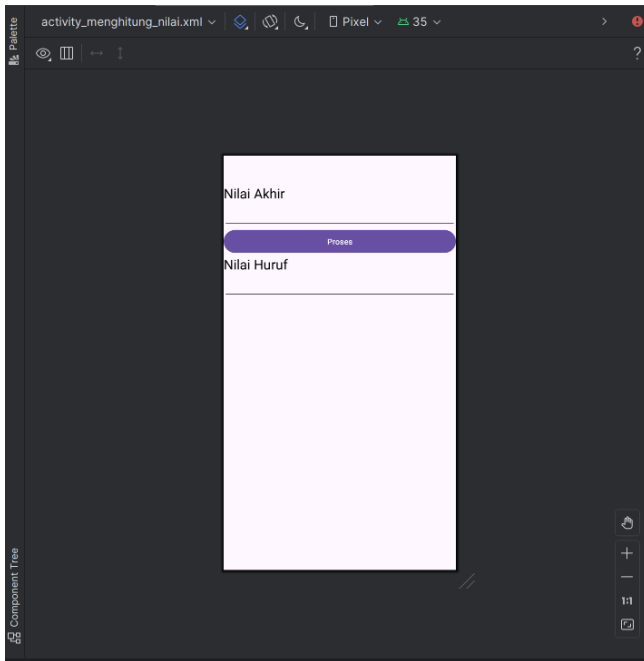 activity_menghitung_nilai.xml Pixel 35
Palette
?
Nilai Akhir
Proses
Nilai Huruf
Component Tree
1:1